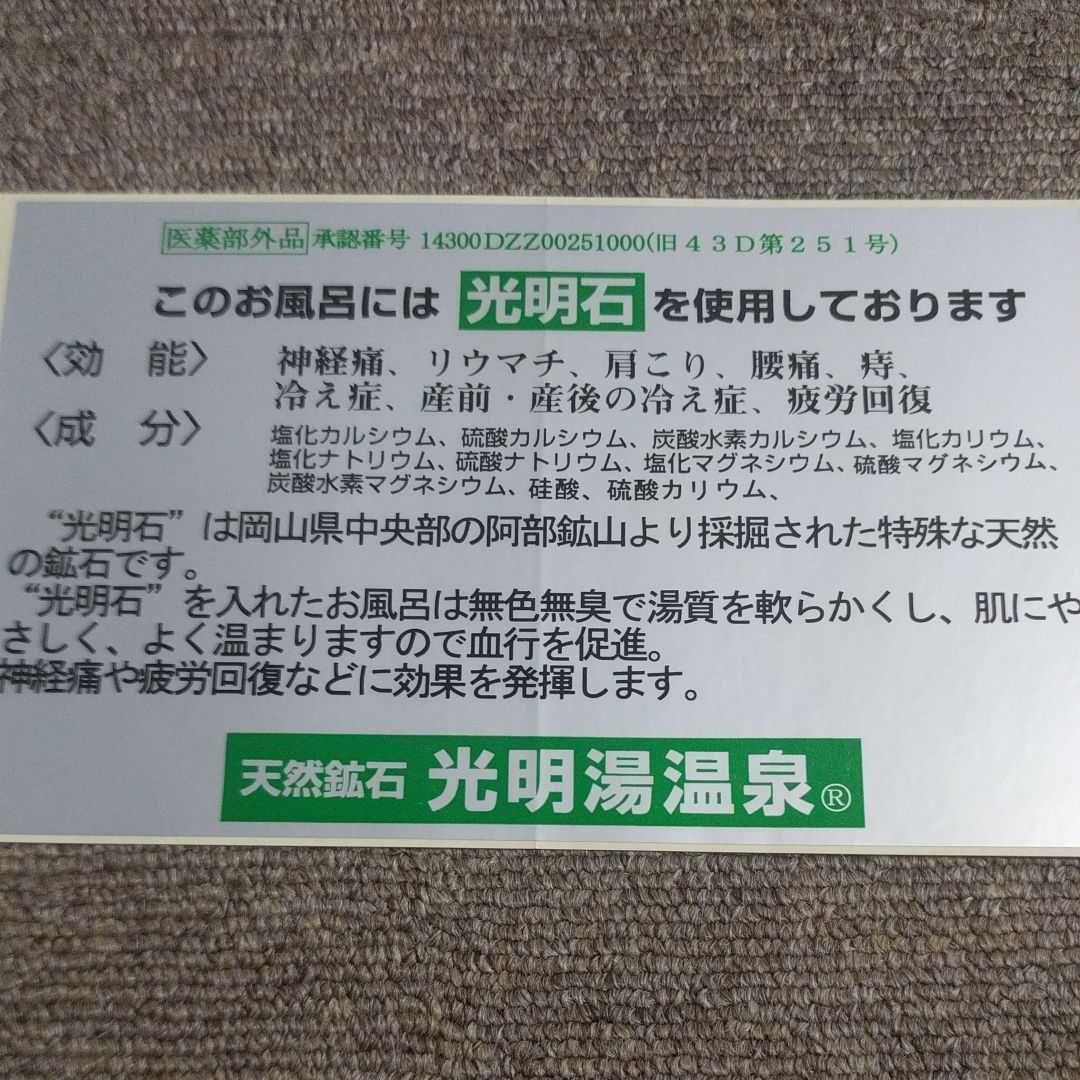 医薬部外品 承認番号 14300DZZ00251000(旧43D第251号)
このお風呂には 光明石 を使用しております
〈効 能〉 神経痛、リウマチ、肩こり、腰痛、痔、
冷え症、産前・産後の冷え症、疲労回復
〈成 分〉 塩化カルシウム、硫酸カルシウム、炭酸水素カルシウム、塩化カリウム、
塩化ナトリウム、硫酸ナトリウム、塩化マグネシウム、硫酸マグネシウム、
炭酸水素マグネシウム、珪酸、硫酸カリウム、
“光明石”は岡山県中央部の阿部鉱山より採掘された特殊な天然
の鉱石です。
“光明石”を入れたお風呂は無色無臭で湯質を軟らかくし、肌にや
さしく、よく温まりますので血行を促進。
神経痛や疲労回復などに効果を発揮します。
天然鉱石 光明湯温泉®